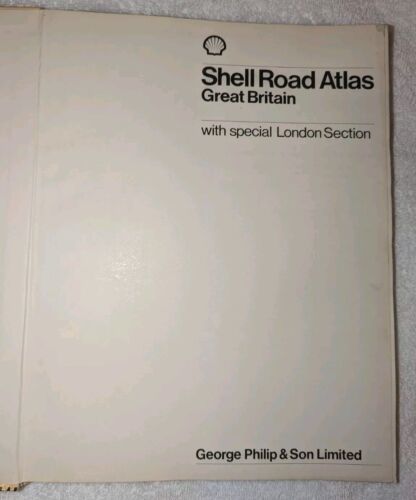 Shell Road Atlas
Great Britain
with special London Section
George Philip & Son Limited